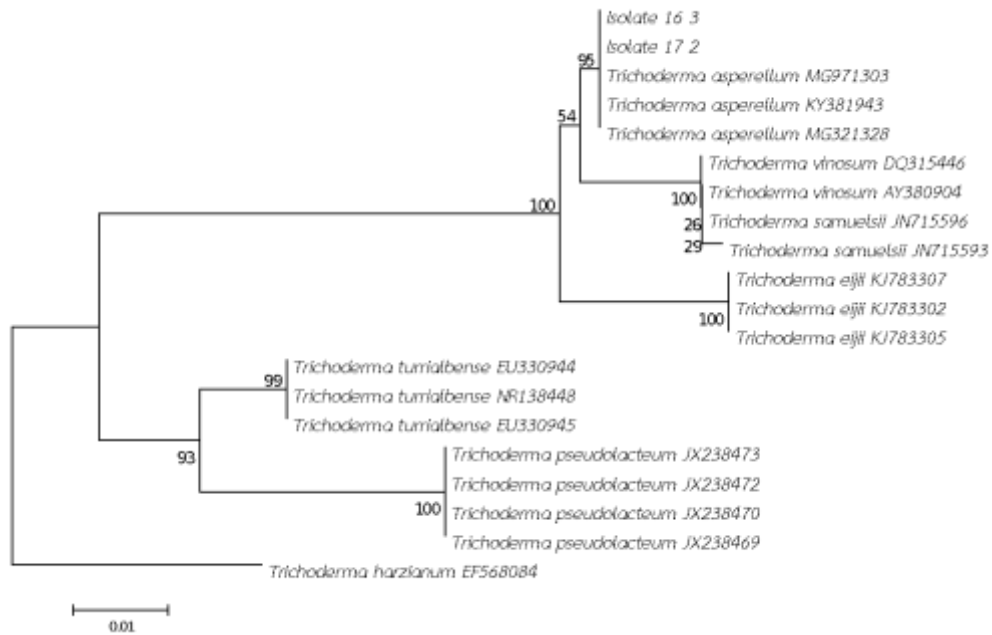 Isolate 16 3
Isolate 17 2
95
Trichoderma asperellum MG971303
Trichoderma asperellum KY381943
54
Trichoderma asperellum MG321328
Trichoderma vinosum DQ315446
100
Trichoderma vinosum AY380904
100
26
Trichoderma samuelsii JN715596
29
Trichoderma samuelsii JN715593
Trichoderma eijii KJ783307
Trichoderma eijii KJ783302
100
Trichoderma eijii KJ783305
Trichoderma turrialbense EU330944
99
Trichoderma turrialbense NR138448
Trichoderma turrialbense EU330945
93
Trichoderma pseudolacteum JX238473
Trichoderma pseudolacteum JX238472
100
Trichoderma pseudolacteum JX238470
Trichoderma pseudolacteum JX238469
Trichoderma harzianum EF568084
0.01